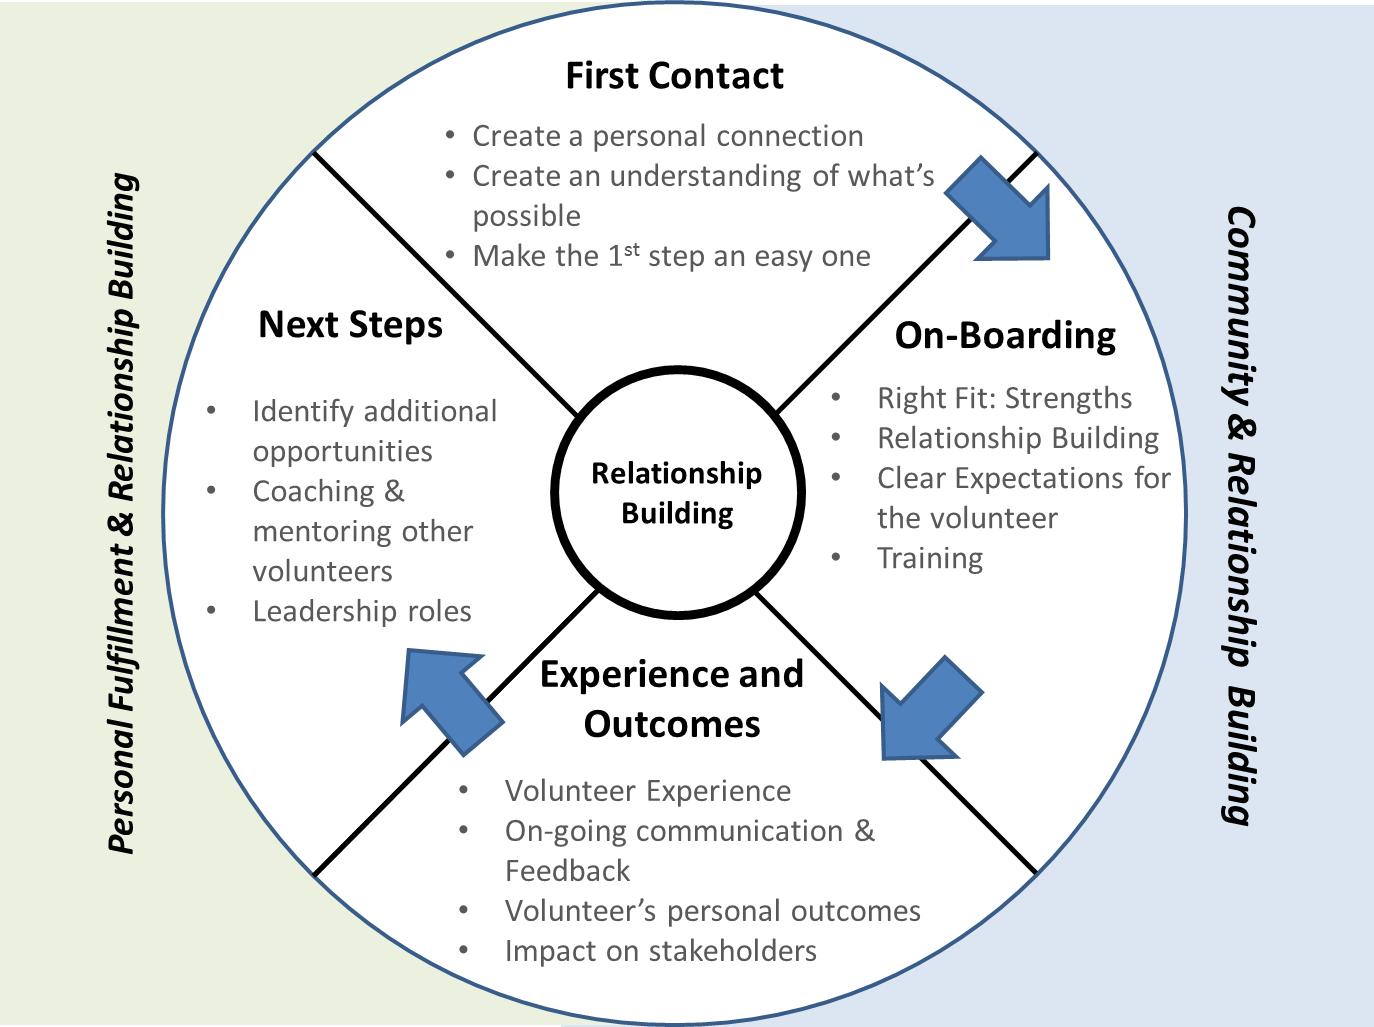 First Contact
• Create a personal connection
• Create an understanding of what’s
possible
• Make the 1st step an easy one
On-Boarding
• Right Fit: Strengths
• Relationship Building
• Clear Expectations for
the volunteer
• Training
Experience and
Outcomes
• Volunteer Experience
• On-going communication &
Feedback
• Volunteer’s personal outcomes
• Impact on stakeholders
Next Steps
• Identify additional
opportunities
• Coaching &
mentoring other
volunteers
• Leadership roles
Relationship
Building
Personal Fulfillment & Relationship Building
Community & Relationship Building